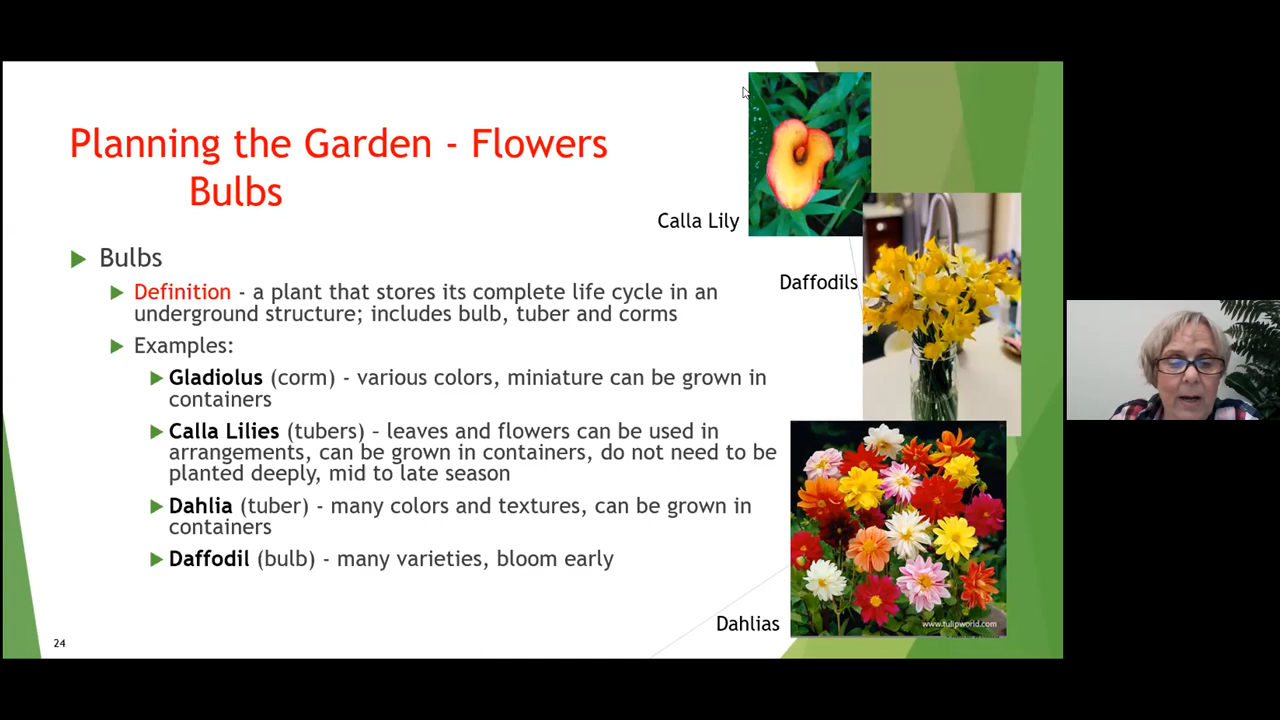 Planning the Garden - Flowers
Bulbs
Calla Lily
Bulbs
Daffodils
Definition - a plant that stores its complete life cycle in an
underground structure; includes bulb, tuber and corms
Examples:
Gladiolus (corm) - various colors, miniature can be grown in
containers
Calla Lilies (tubers) – leaves and flowers can be used in
arrangements, can be grown in containers, do not need to be
planted deeply, mid to late season
Dahlia (tuber) - many colors and textures, can be grown in
containers
Daffodil (bulb) - many varieties, bloom early
Dahlias
www.tulipworld.com
24